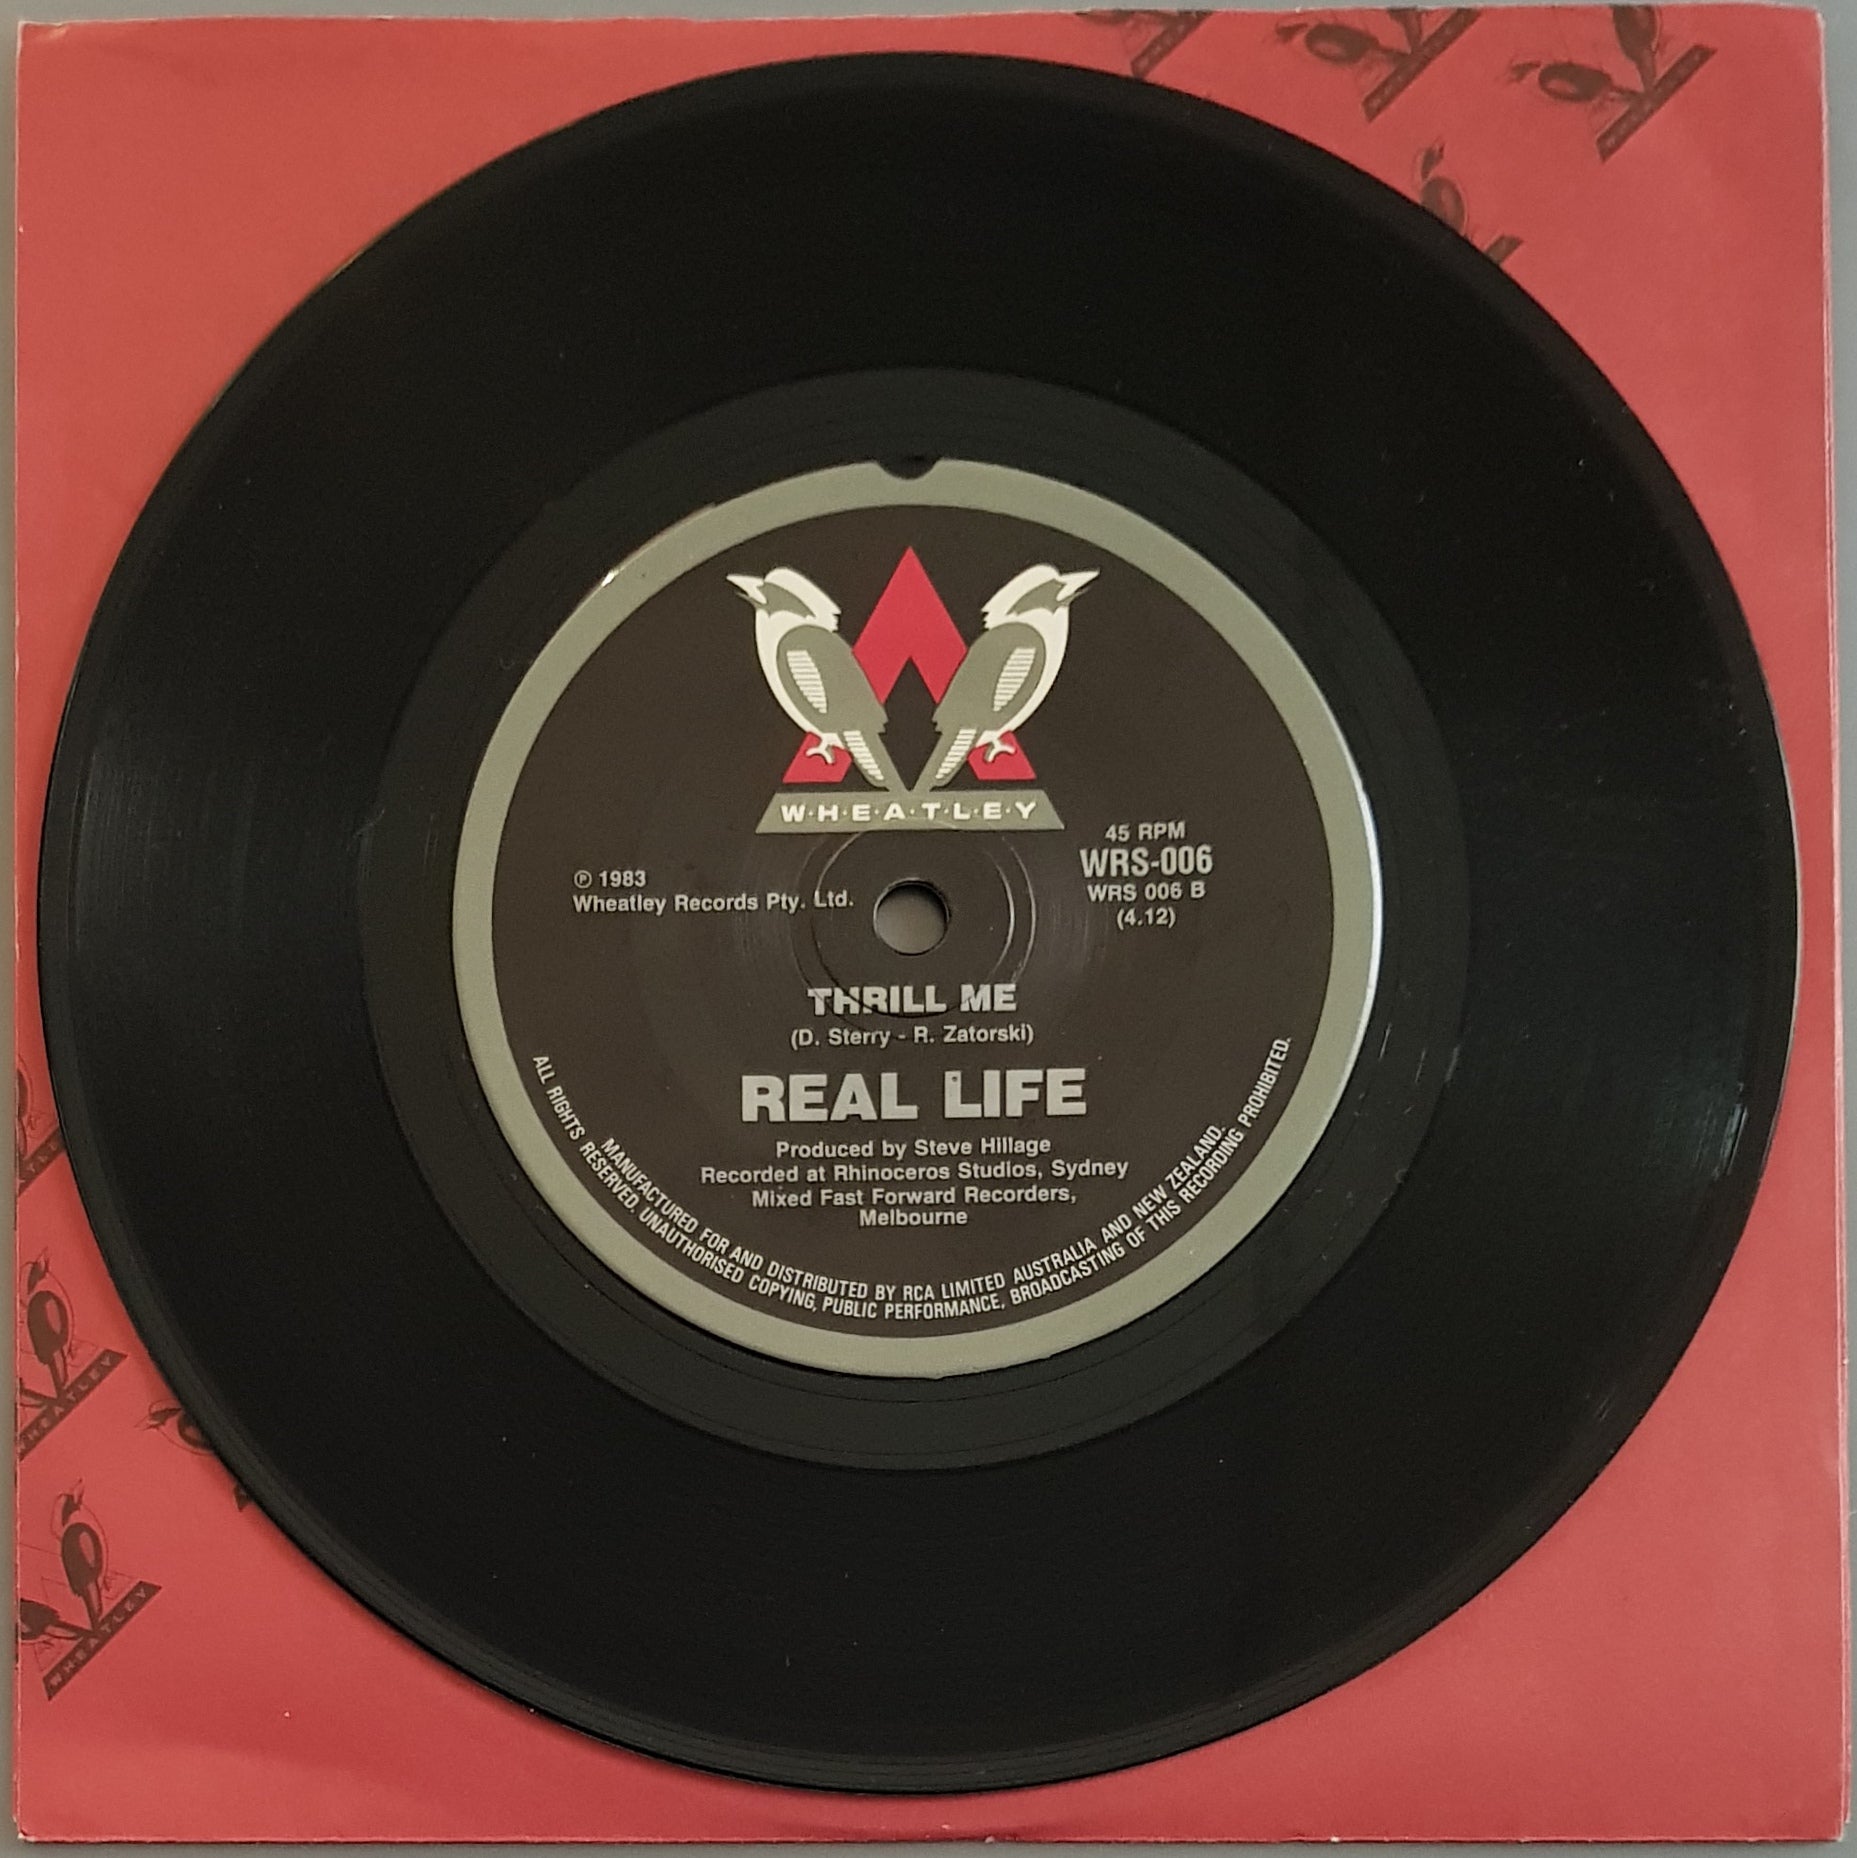 W·H·E·A·T·L·E·Y
45 RPM
WRS-006
WRS 006 B
(4.12)
℗ 1983
Wheatley Records Pty. Ltd.
THRILL ME
(D. Sterry - R. Zatorski)
REAL LIFE
Produced by Steve Hillage
Recorded at Rhinoceros Studios, Sydney
Mixed Fast Forward Recorders,
Melbourne
MANUFACTURED FOR AND DISTRIBUTED BY RCA LIMITED AUSTRALIA AND NEW ZEALAND.
ALL RIGHTS RESERVED. UNAUTHORISED COPYING, PUBLIC PERFORMANCE, BROADCASTING OF THIS RECORDING PROHIBITED.
WHEATLEY
WHEATLEY